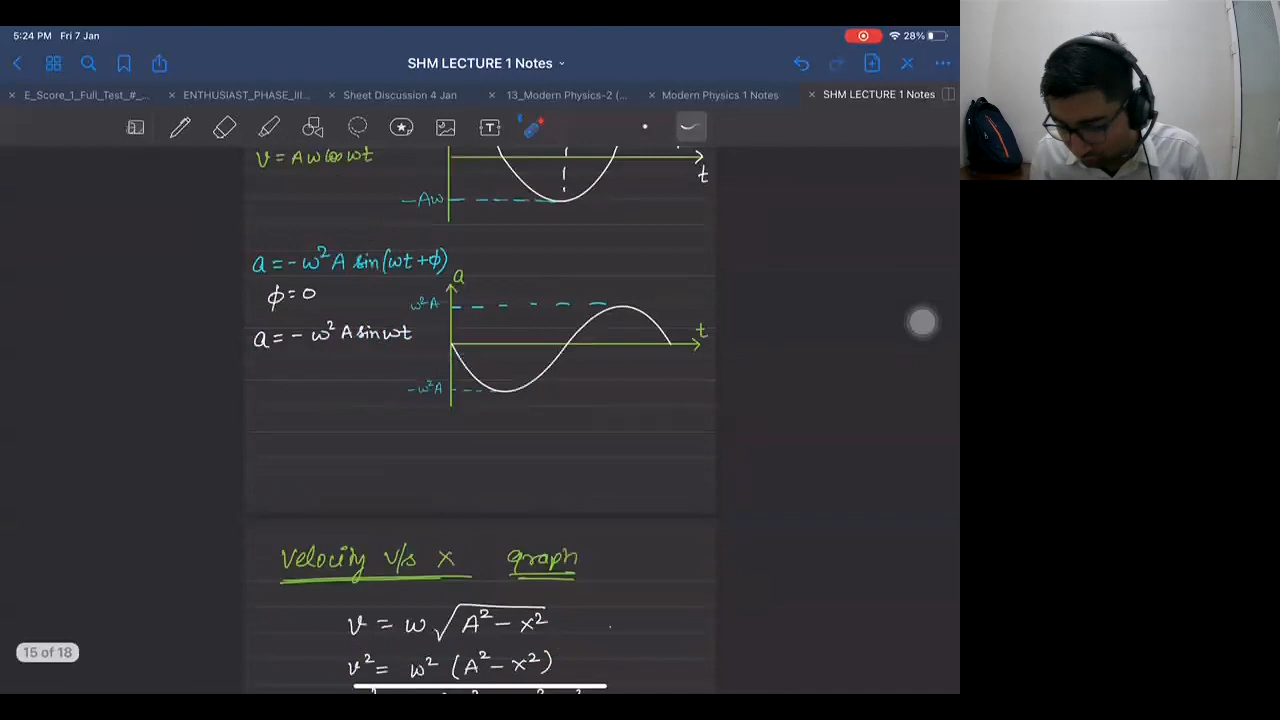 5:24 PM Fri 7 Jan
28%
SHM LECTURE 1 Notes
E_Score_1_Full_Test_#_...
ENTHUSIAST_PHASE_III...
Sheet Discussion 4 Jan
13_Modern Physics-2 (...
Modern Physics 1 Notes
SHM LECTURE 1 Notes
T
v = Aω cos ωt
t
-Aω
a = -ω² A sin(ωt + ϕ)
a
ϕ = 0
ω²A
a = - ω² A sin ωt
t
-ω²A
Velocity v/s x graph
v = ω √A² - x²
15 of 18
v² = ω² (A² - x²)